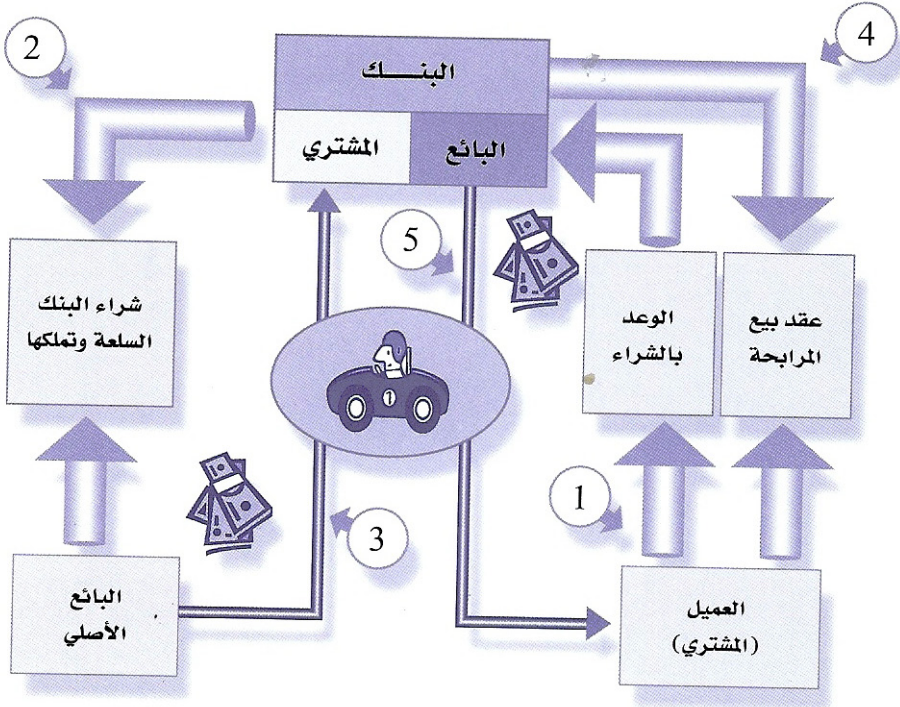 2
4
البنـــك
البائع
المشتري
5
شراء البنك
السلعة وتملكها
الوعد
بالشراء
عقد بيع
المرابحة
1
3
البائع
الأصلي
العميل
(المشتري)